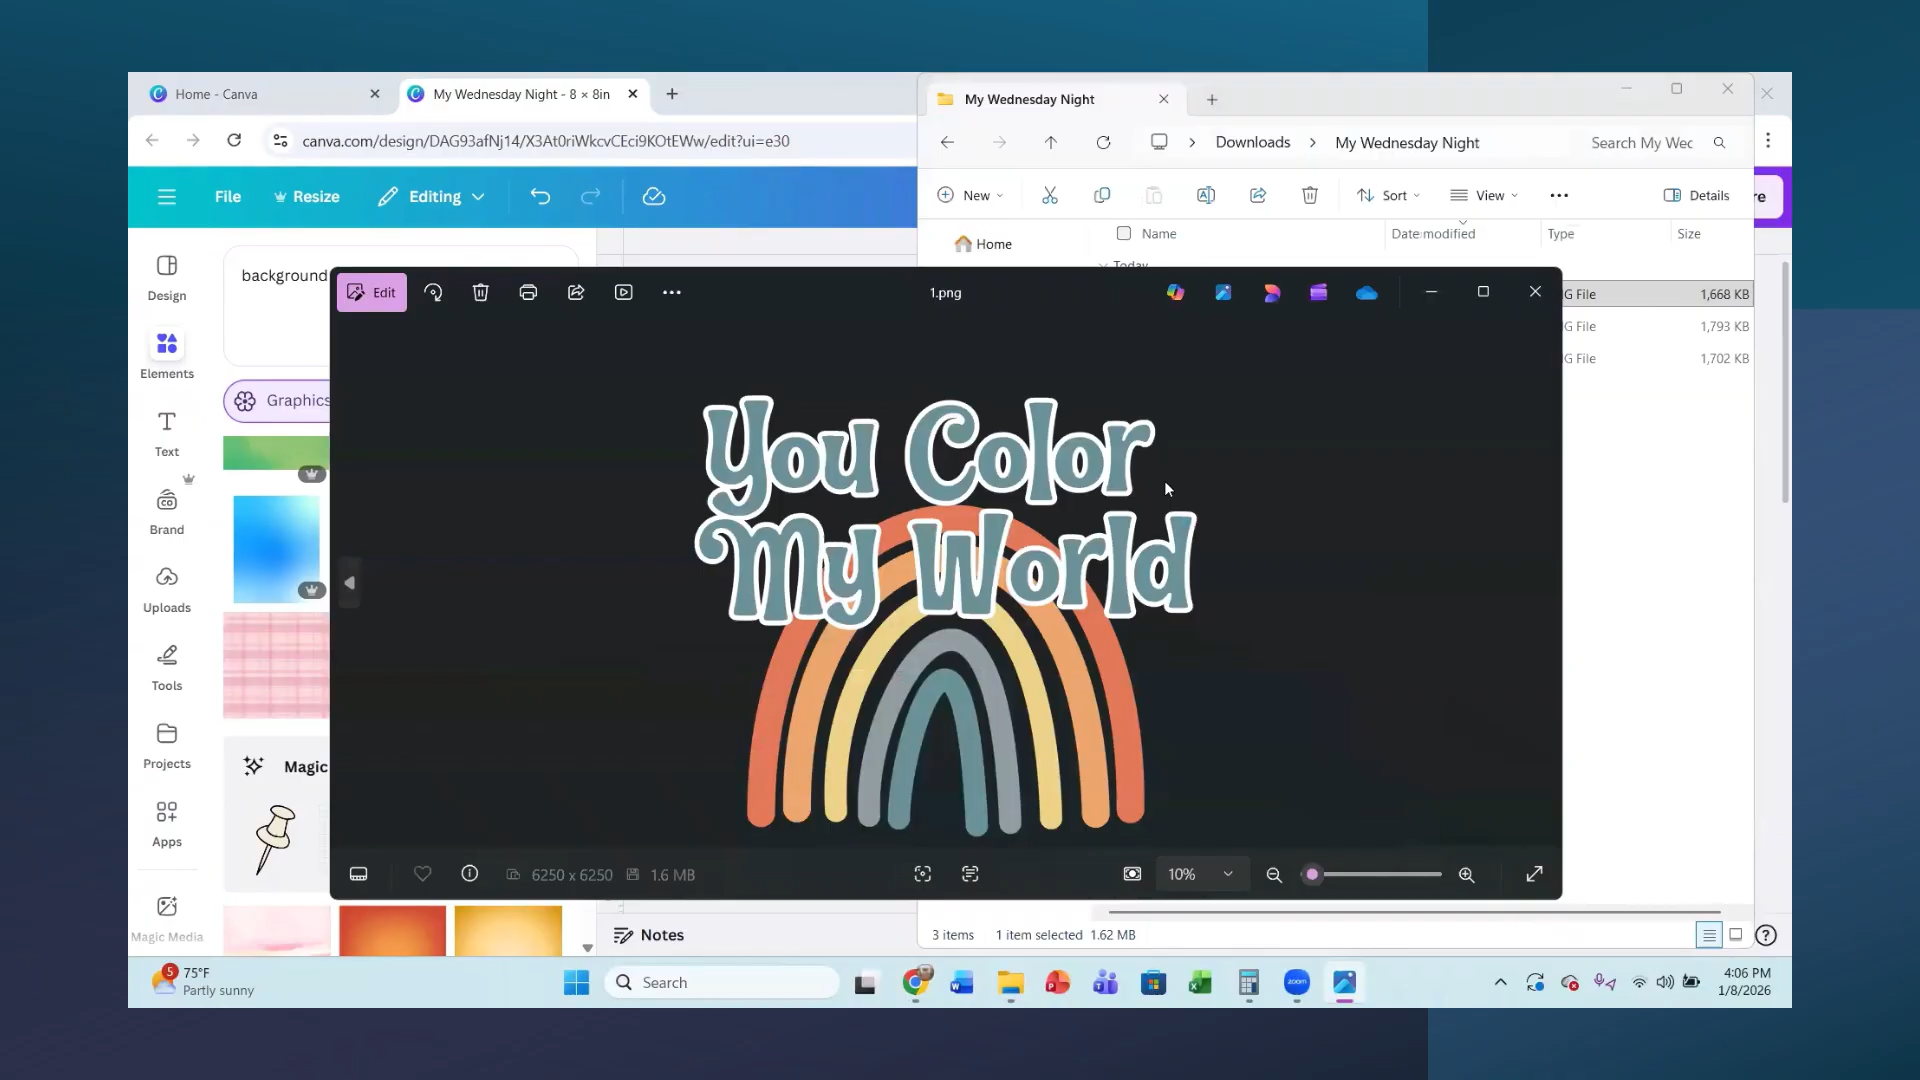 Home - Canva
My Wednesday Night - 8 × 8in
My Wednesday Night
canva.com/design/DAG93afNj14/X3At0riWkcvCEci9KOtEWw/edit?ui=e30
Downloads
My Wednesday Night
Search My Wec
File
Resize
Editing
New
Sort
View
Details
re
Home
Name
Date modified
Type
Size
Today
Design
background
Edit
1.png
G File
1,668 KB
G File
1,793 KB
G File
1,702 KB
Elements
Graphics
Text
Brand
Uploads
Tools
Projects
Magic
Apps
Magic Media
You Color
My World
6250 x 6250
1.6 MB
10%
Notes
3 items
1 item selected
1.62 MB
5
75°F
Partly sunny
Search
zoom
4:06 PM
1/8/2026